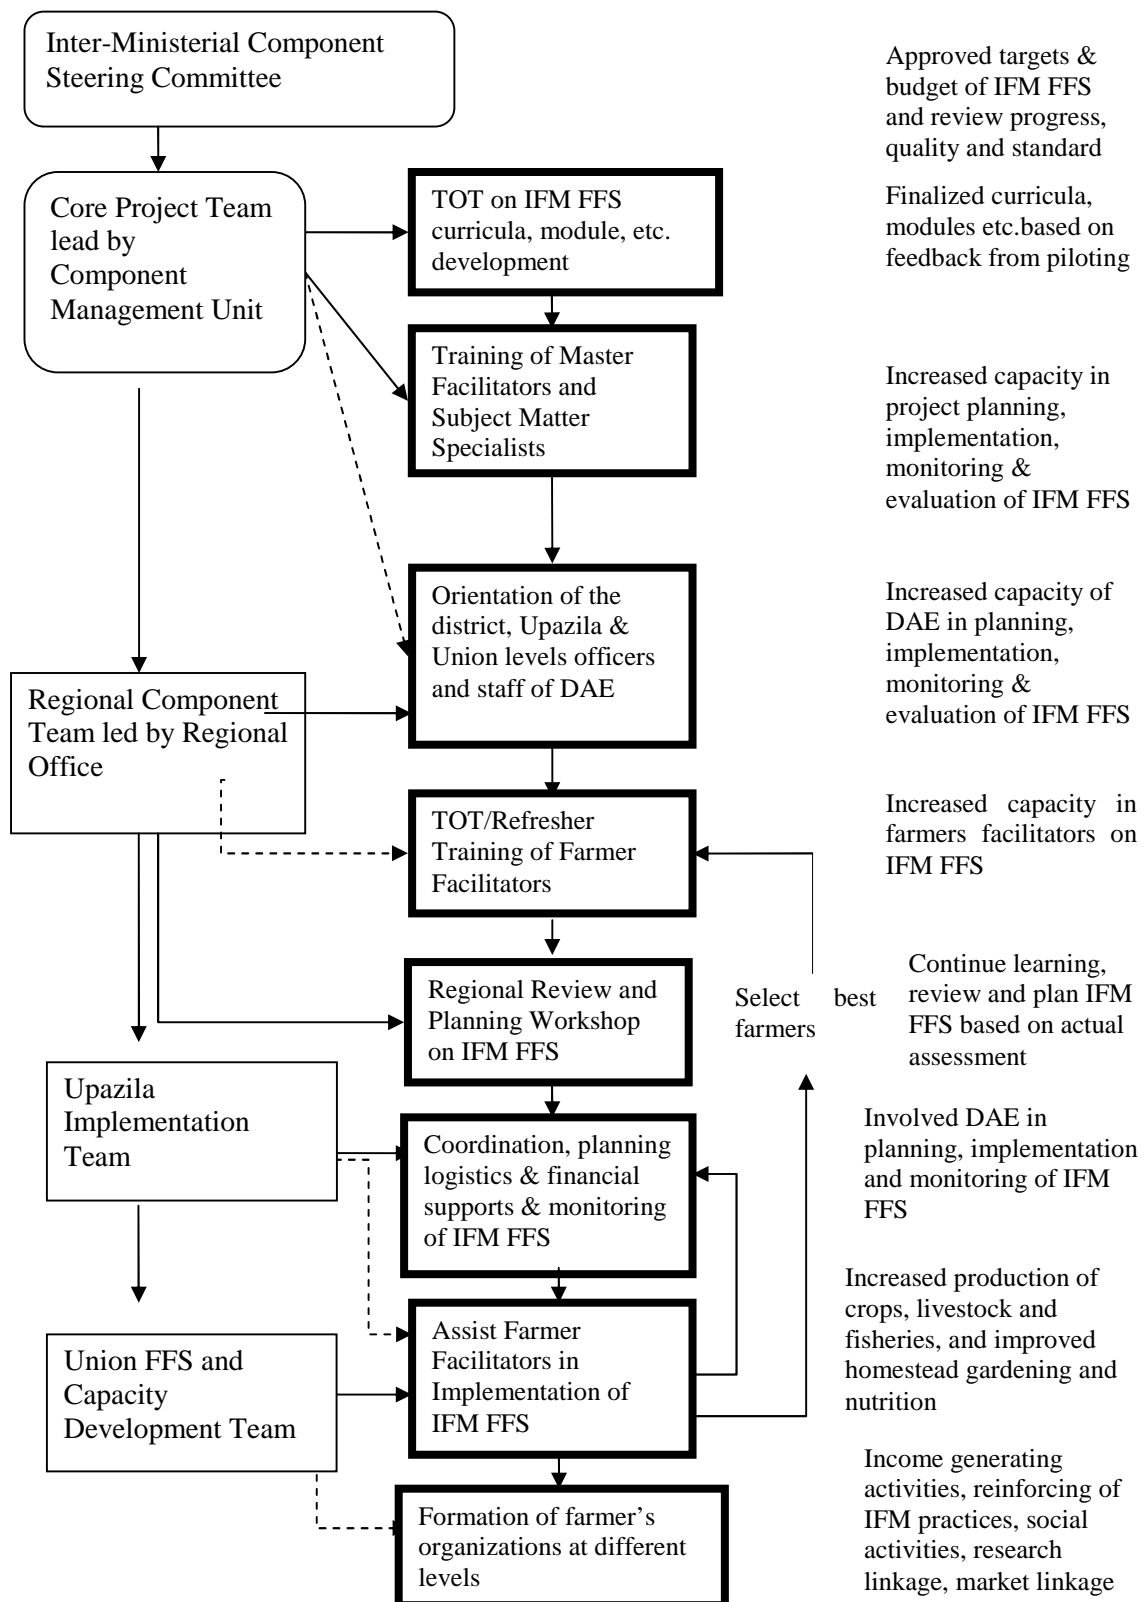 Inter-Ministerial Component
Steering Committee
Approved targets &
budget of IFM FFS
and review progress,
quality and standard
Core Project Team
lead by
Component
Management Unit
TOT on IFM FFS
curricula, module, etc.
development
Finalized curricula,
modules etc.based on
feedback from piloting
Training of Master
Facilitators and
Subject Matter
Specialists
Increased capacity in
project planning,
implementation,
monitoring &
evaluation of IFM FFS
Orientation of the
district, Upazila &
Union levels officers
and staff of DAE
Increased capacity of
DAE in planning,
implementation,
monitoring &
evaluation of IFM FFS
Regional Component
Team led by Regional
Office
TOT/Refresher
Training of Farmer
Facilitators
Increased capacity in
farmers facilitators on
IFM FFS
Regional Review and
Planning Workshop
on IFM FFS
Select best
farmers
Continue learning,
review and plan IFM
FFS based on actual
assessment
Upazila
Implementation
Team
Coordination, planning
logistics & financial
supports & monitoring
of IFM FFS
Involved DAE in
planning, implementation
and monitoring of IFM
FFS
Union FFS and
Capacity
Development Team
Assist Farmer
Facilitators in
Implementation of
IFM FFS
Increased production of
crops, livestock and
fisheries, and improved
homestead gardening and
nutrition
Formation of farmer's
organizations at different
levels
Income generating
activities, reinforcing of
IFM practices, social
activities, research
linkage, market linkage